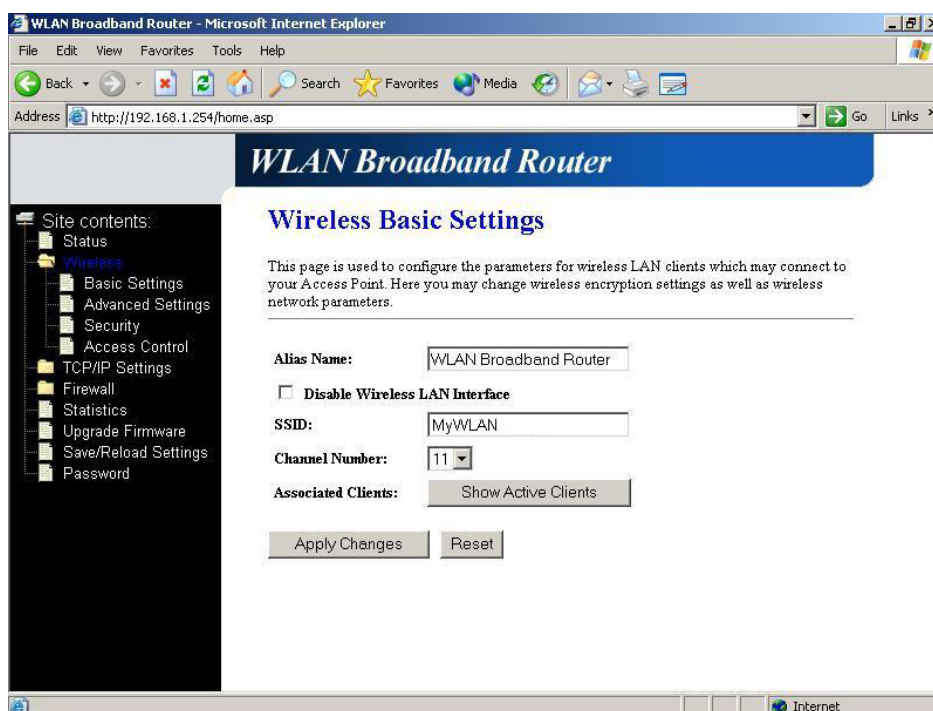 WLAN Broadband Router - Microsoft Internet Explorer
File Edit View Favorites Tools Help
Back Search Favorites Media
Address http://192.168.1.254/home.asp Go Links
WLAN Broadband Router
Site contents:
Status
Wireless
Basic Settings
Advanced Settings
Security
Access Control
TCP/IP Settings
Firewall
Statistics
Upgrade Firmware
Save/Reload Settings
Password
Wireless Basic Settings
This page is used to configure the parameters for wireless LAN clients which may connect to
your Access Point. Here you may change wireless encryption settings as well as wireless
network parameters.
Alias Name: WLAN Broadband Router
Disable Wireless LAN Interface
SSID: MyWLAN
Channel Number: 11
Associated Clients: Show Active Clients
Apply Changes Reset
Internet